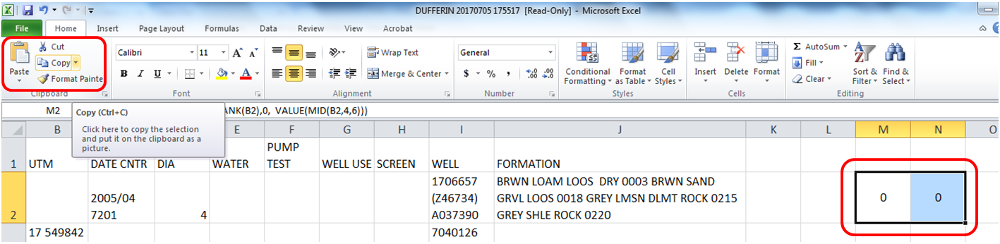 DUFFERIN 20170705 175517 [Read-Only] - Microsoft Excel
File Home Insert Page Layout Formulas Data Review View Acrobat
Cut
Copy
Format Painte
Paste
Clipboard
Calibri 11 A A
B I U A
Font
Wrap Text
Merge & Center
Alignment
General
$ % , .00 .00
Number
Conditional Formatting
Format as Table
Cell Styles
Styles
Insert Delete Format
Cells
Σ AutoSum
Fill
Clear
Sort & Filter
Find & Select
Editing
M2 ANK(B2),0, VALUE(MID(B2,4,6)))
Copy (Ctrl+C)
Click here to copy the selection
and put it on the clipboard as a
picture.
B E F G H I J K L M N O
PUMP
1 UTM DATE CNTR DIA WATER TEST WELL USE SCREEN WELL FORMATION
1706657 BRWN LOAM LOOS DRY 0003 BRWN SAND
2005/04 (Z46734) GRVL LOOS 0018 GREY LMSN DLMT ROCK 0215 0 0
2 7201 4 A037390 GREY SHLE ROCK 0220
17 549842 7040126